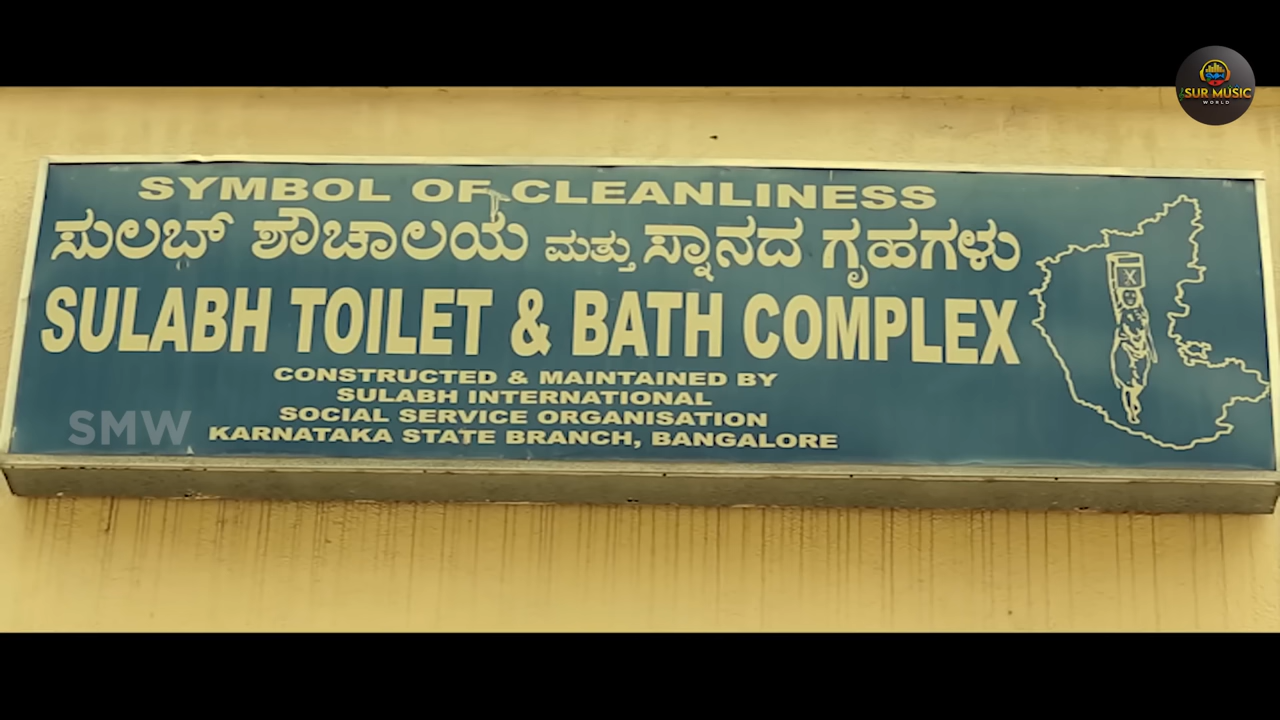 SUR MUSIC
WORLD
SYMBOL OF CLEANLINESS
ಸುಲಬ್ ಶೌಚಾಲಯ ಮತ್ತು ಸ್ನಾನದ ಗೃಹಗಳು
SULABH TOILET & BATH COMPLEX
CONSTRUCTED & MAINTAINED BY
SULABH INTERNATIONAL
SOCIAL SERVICE ORGANISATION
KARNATAKA STATE BRANCH, BANGALORE
SMW